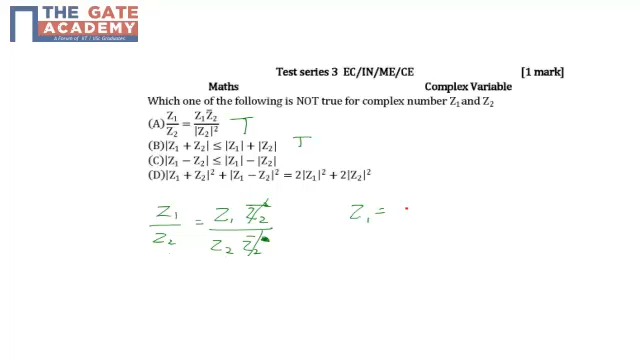 THE GATE
ACADEMY
A Forum of IIT / IISc Graduates
Test series 3 EC/IN/ME/CE [1 mark]
Maths Complex Variable
Which one of the following is NOT true for complex number Z₁ and Z₂
(A) Z₁/Z₂ = Z₁Z̄₂/|Z₂|² T
(B)|Z₁ + Z₂| ≤ |Z₁| + |Z₂| T
(C)|Z₁ − Z₂| ≤ |Z₁| − |Z₂|
(D)|Z₁ + Z₂|² + |Z₁ − Z₂|² = 2|Z₁|² + 2|Z₂|²
Z₁/Z₂ = Z₁ Z̄₂/Z₂ Z̄₂ Z₁ =